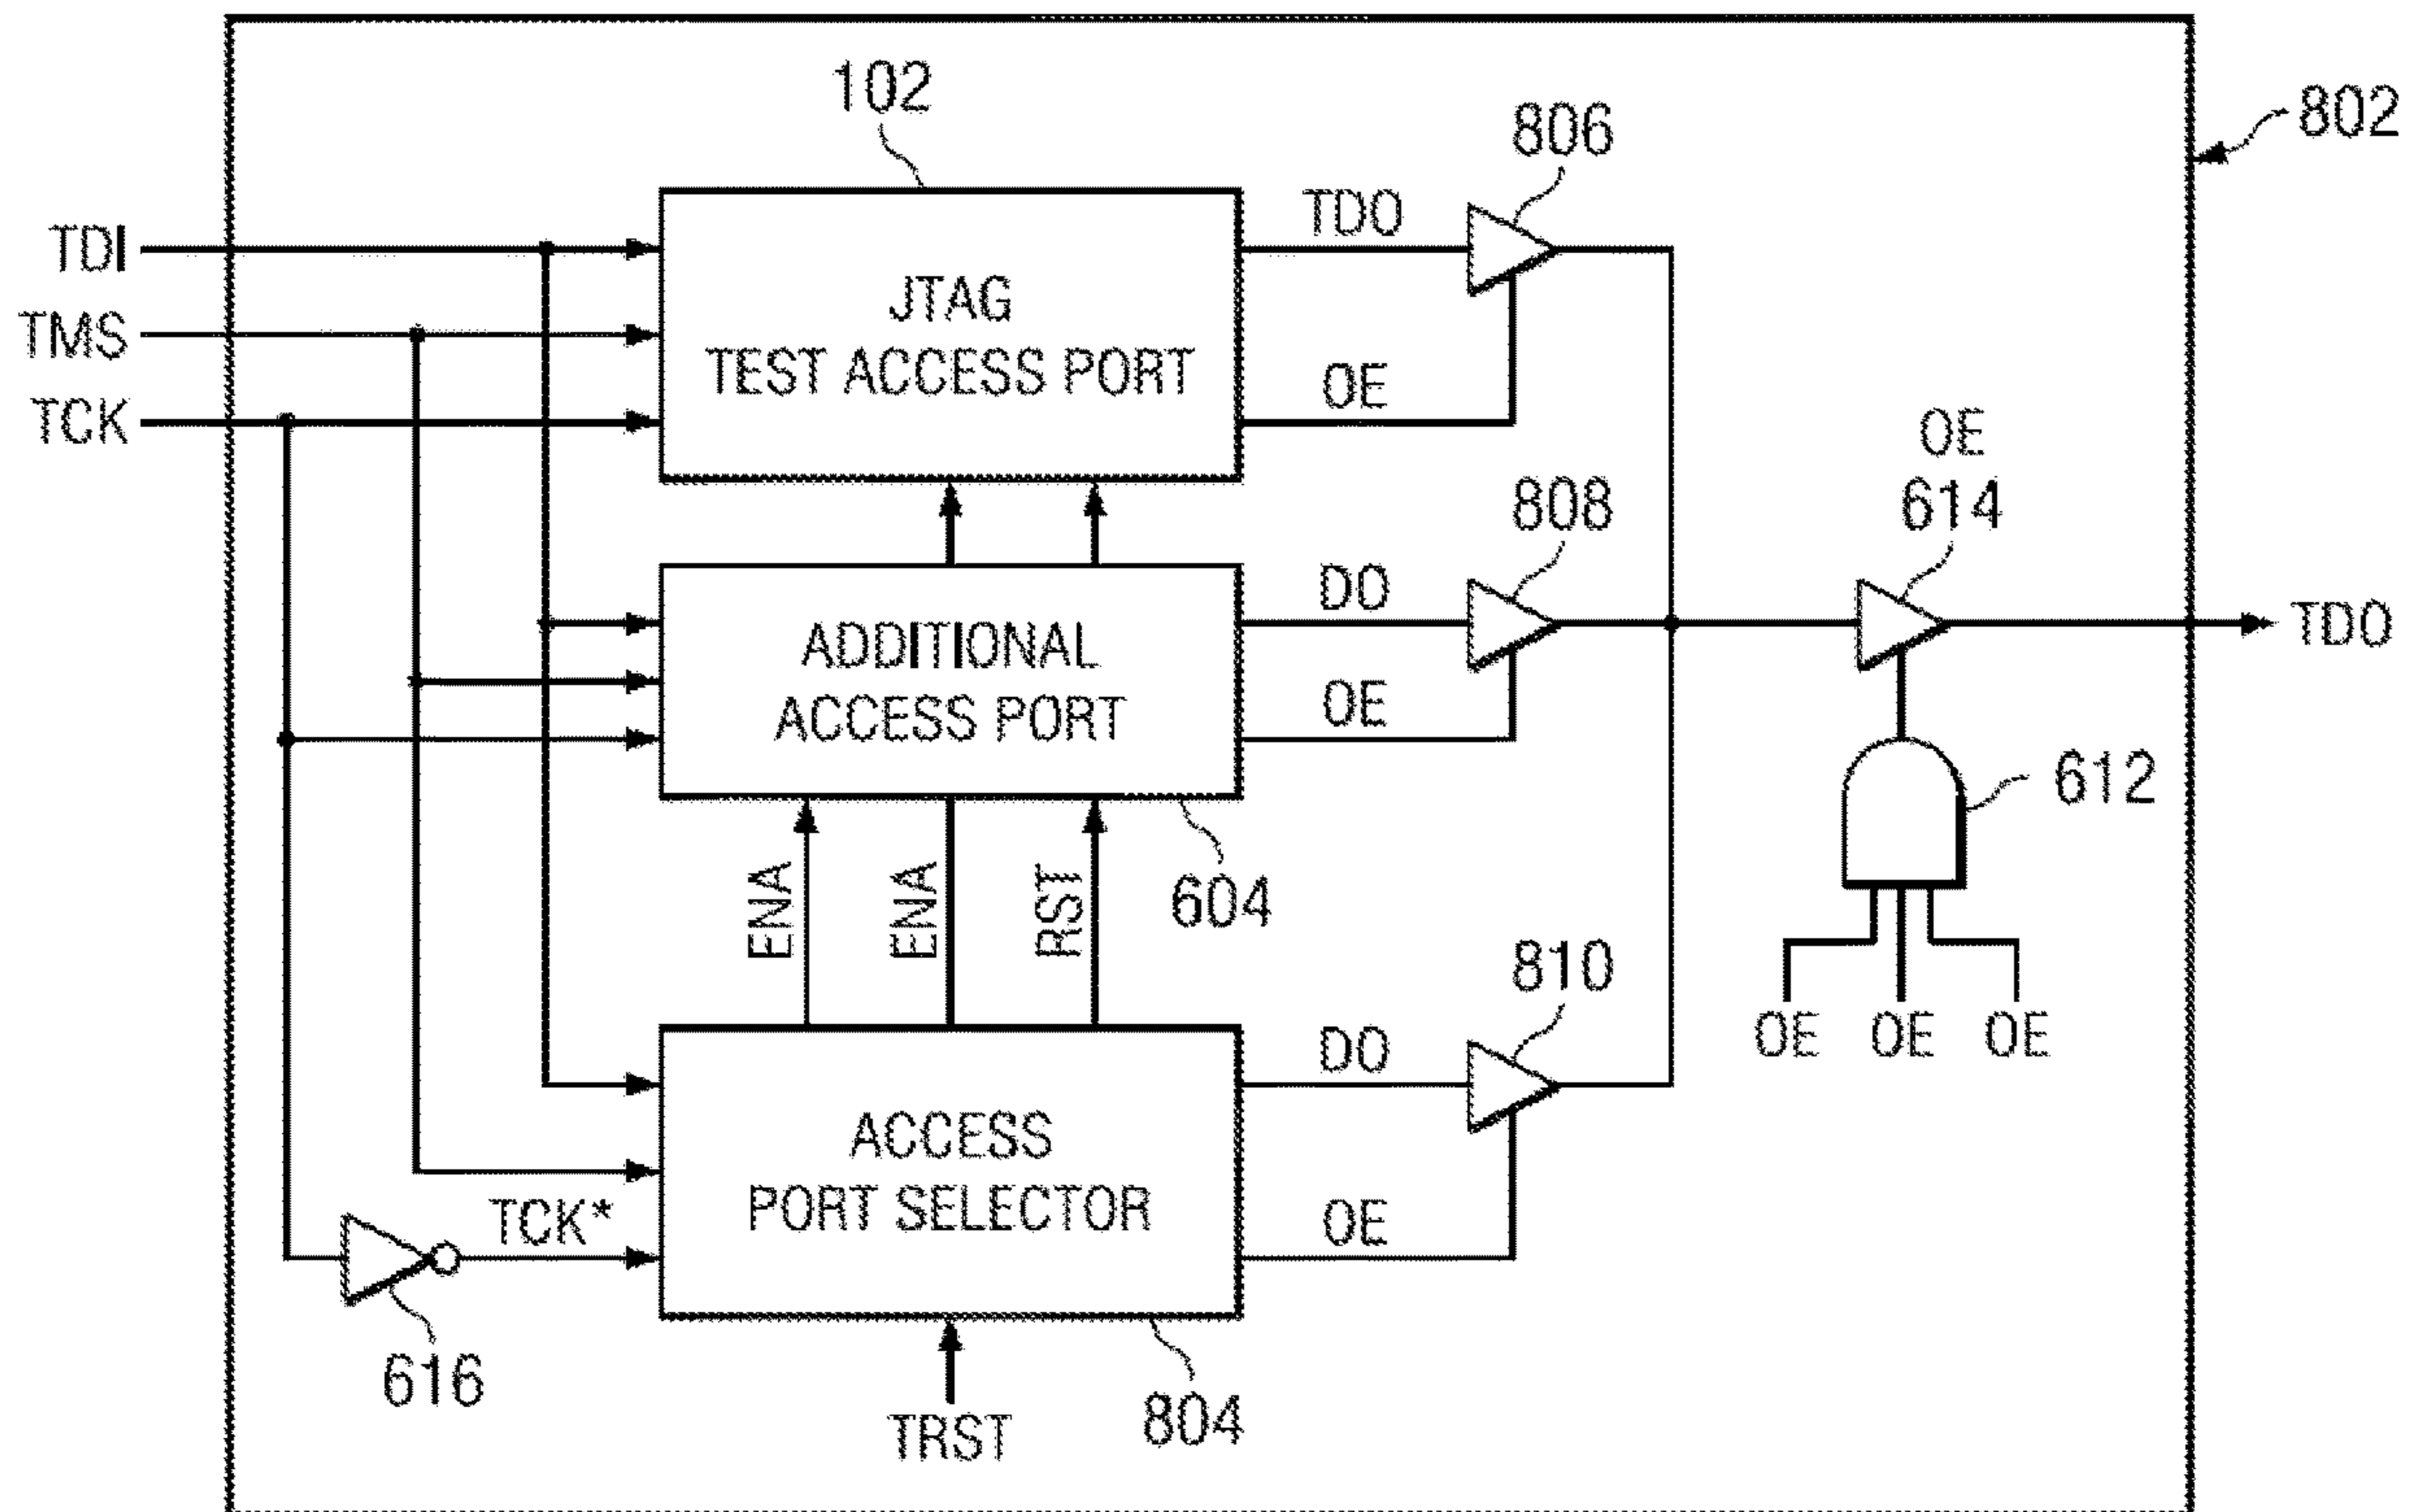 102
806
802
TDI
TDO
JTAG
TEST ACCESS PORT
TMS
OE
TCK
OE
614
808
DO
TDO
ADDITIONAL
ACCESS PORT
OE
612
ENA
ENA
RST
604
810
OE OE OE
DO
ACCESS
PORT SELECTOR
TCK*
OE
616
TRST
804